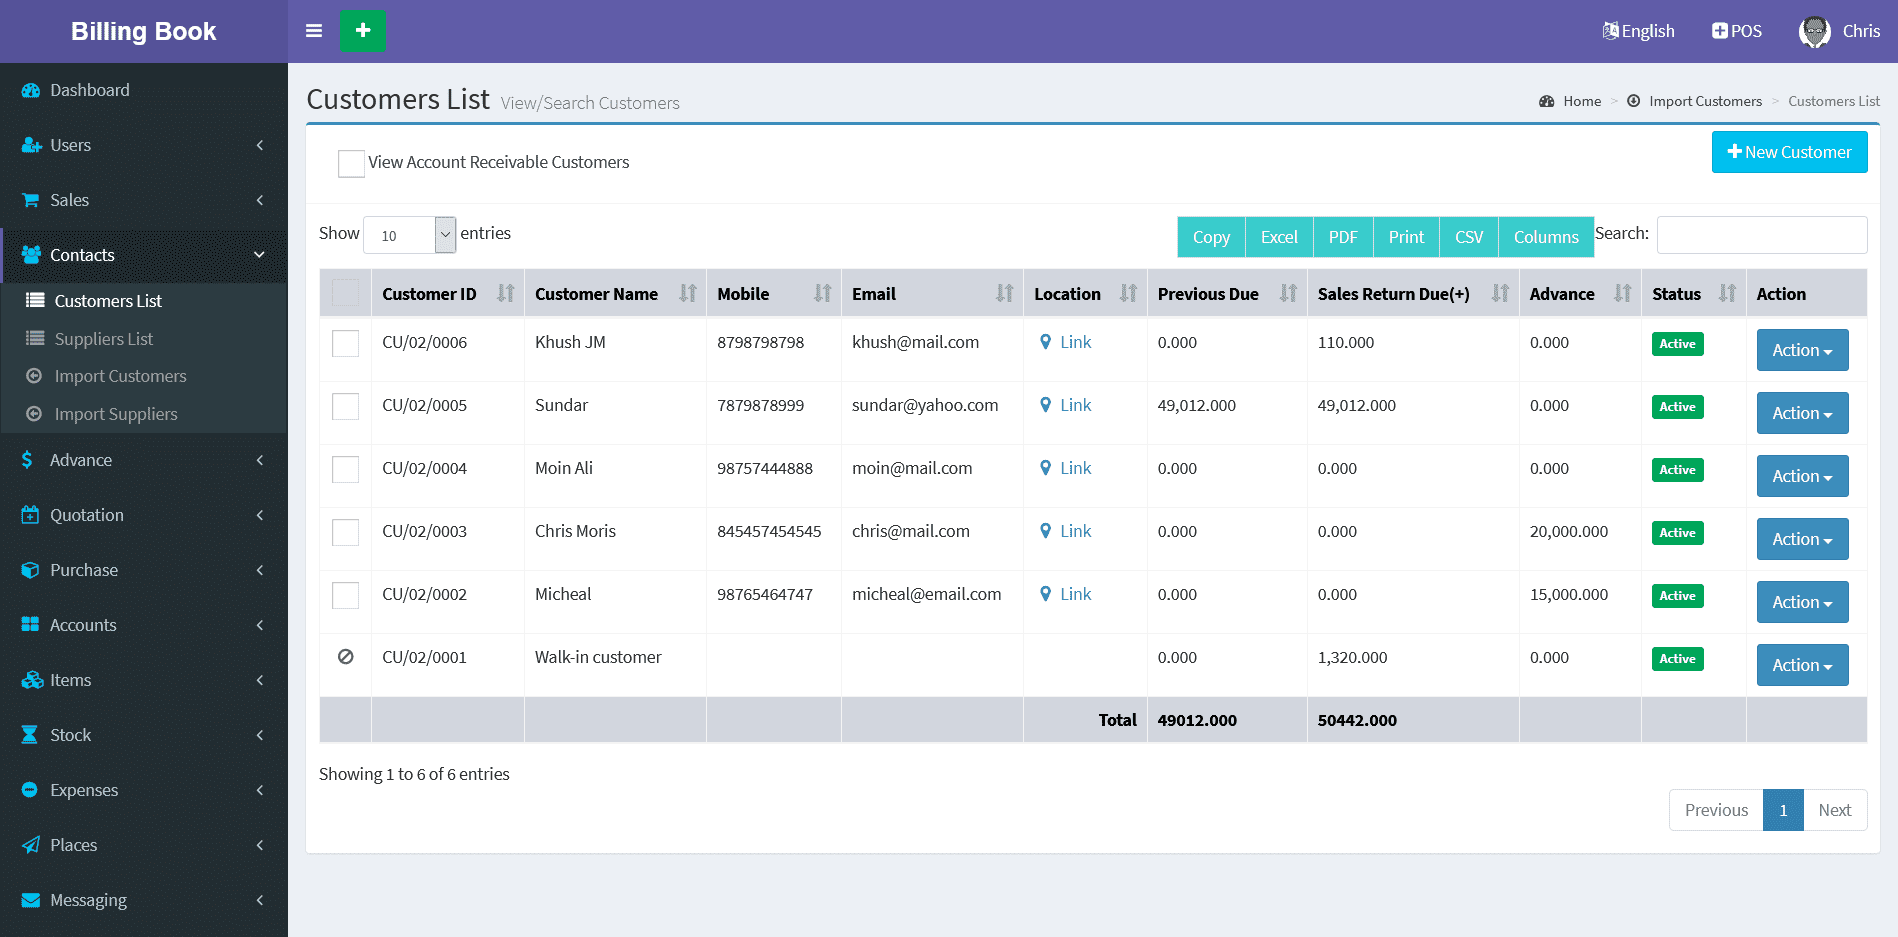 Billing Book
English
POS
Chris
Dashboard
Users
Sales
Contacts
Customers List
Suppliers List
Import Customers
Import Suppliers
Advance
Quotation
Purchase
Accounts
Items
Stock
Expenses
Places
Messaging
Customers List View/Search Customers
Home > Import Customers > Customers List
View Account Receivable Customers
New Customer
Show 10 entries
Copy Excel PDF Print CSV Columns Search:
Customer ID Customer Name Mobile Email Location Previous Due Sales Return Due(+) Advance Status Action
CU/02/0006 Khush JM 8798798798 khush@mail.com Link 0.000 110.000 0.000 Active Action
CU/02/0005 Sundar 7879878999 sundar@yahoo.com Link 49,012.000 49,012.000 0.000 Active Action
CU/02/0004 Moin Ali 98757444888 moin@mail.com Link 0.000 0.000 0.000 Active Action
CU/02/0003 Chris Moris 845457454545 chris@mail.com Link 0.000 0.000 20,000.000 Active Action
CU/02/0002 Micheal 98765464747 micheal@email.com Link 0.000 0.000 15,000.000 Active Action
CU/02/0001 Walk-in customer 0.000 1,320.000 0.000 Active Action
Total 49012.000 50442.000
Showing 1 to 6 of 6 entries
Previous 1 Next